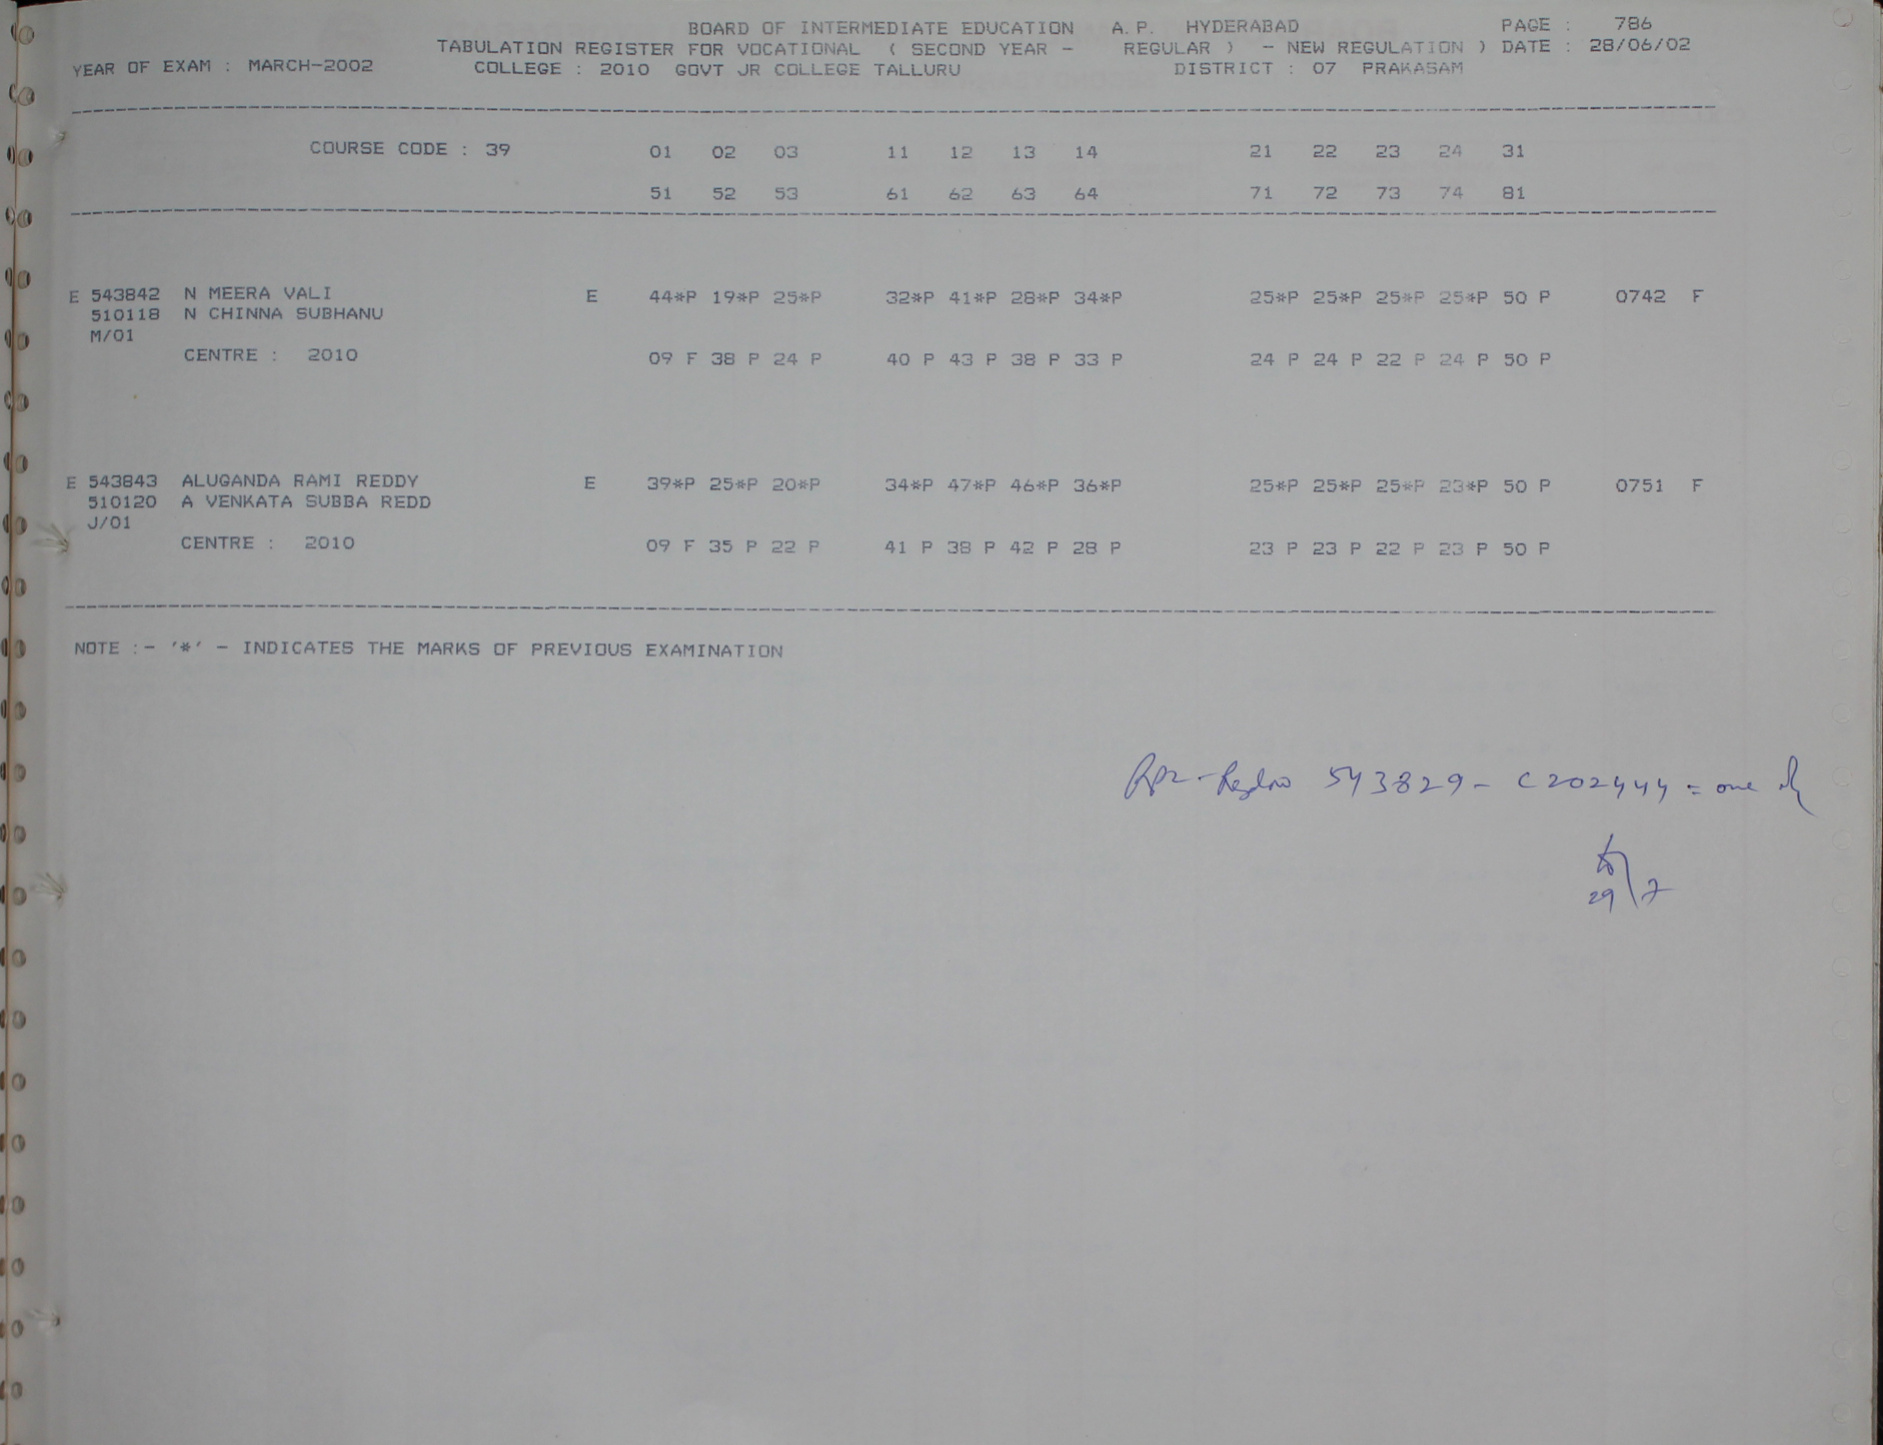 BOARD OF INTERMEDIATE EDUCATION A.P. HYDERABAD PAGE : 786
TABULATION REGISTER FOR VOCATIONAL ( SECOND YEAR - REGULAR ) - NEW REGULATION ) DATE : 28/06/02
YEAR OF EXAM : MARCH-2002 COLLEGE : 2010 GOVT JR COLLEGE TALLURU DISTRICT : 07 PRAKASAM
COURSE CODE : 39 01 02 03 11 12 13 14 21 22 23 24 31
51 52 53 61 62 63 64 71 72 73 74 81
E 543842 N MEERA VALI E 44*P 19*P 25*P 32*P 41*P 28*P 34*P 25*P 25*P 25*P 25*P 50 P 0742 F
510118 N CHINNA SUBHANU
M/01
CENTRE : 2010 09 F 38 P 24 P 40 P 43 P 38 P 33 P 24 P 24 P 22 P 24 P 50 P
E 543843 ALUGANDA RAMI REDDY E 39*P 25*P 20*P 34*P 47*P 46*P 36*P 25*P 25*P 25*P 23*P 50 P 0751 F
510120 A VENKATA SUBBA REDD
J/01
CENTRE : 2010 09 F 35 P 22 P 41 P 38 P 42 P 28 P 23 P 23 P 22 P 23 P 50 P
NOTE :- '*' - INDICATES THE MARKS OF PREVIOUS EXAMINATION
543829 - C202444 = one
29/7